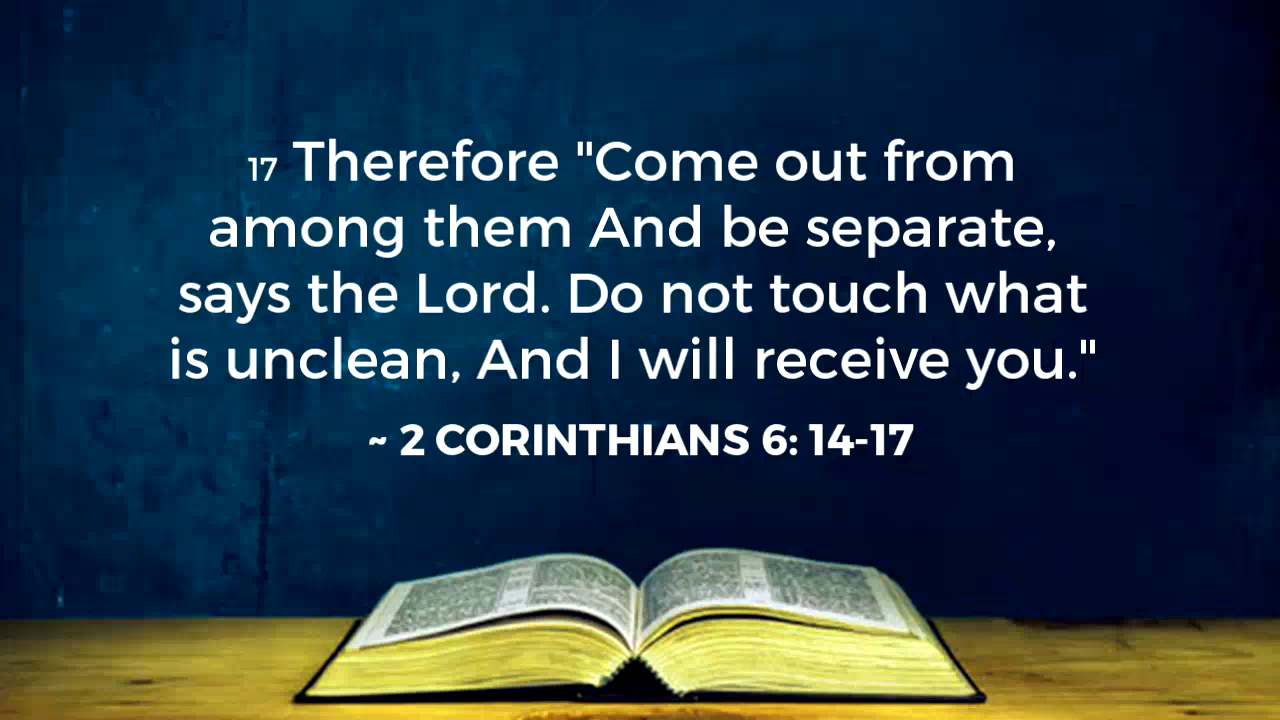 17 Therefore "Come out from
among them And be separate,
says the Lord. Do not touch what
is unclean, And I will receive you."
~ 2 CORINTHIANS 6: 14-17